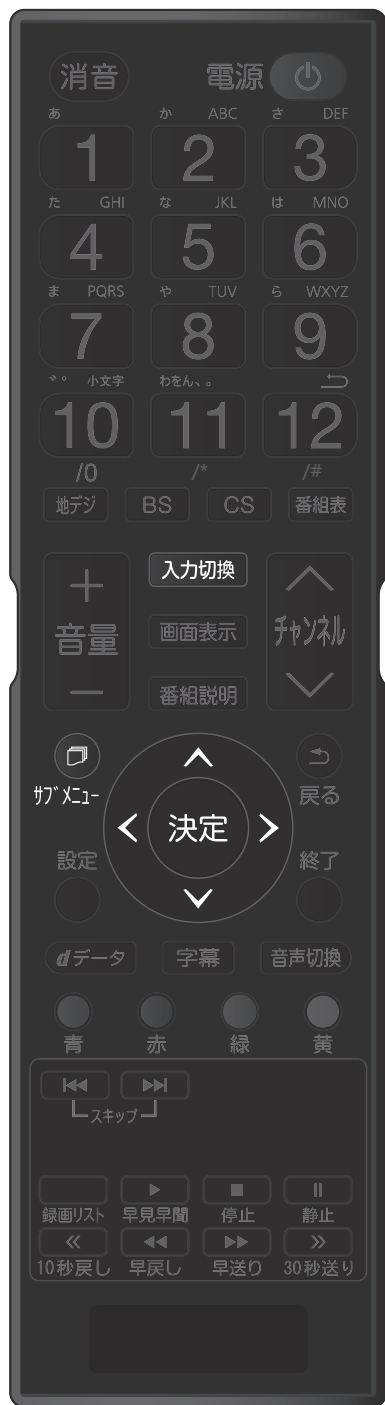 消音 電源
あ か ABC さ DEF
1 2 3
た GHI な JKL は MNO
4 5 6
ま PQRS や TUV ら WXYZ
7 8 9
゛゜ 小文字 わをん、。
10 11 12
/0 /* /#
地デジ BS CS 番組表
入力切換
+ 音量 − 画面表示 チャンネル
番組説明
サブメニュー 戻る
決定
設定 終了
dデータ 字幕 音声切換
青 赤 緑 黄
スキップ
録画リスト 早見早聞 停止 静止
10秒戻し 早戻し 早送り 30秒送り